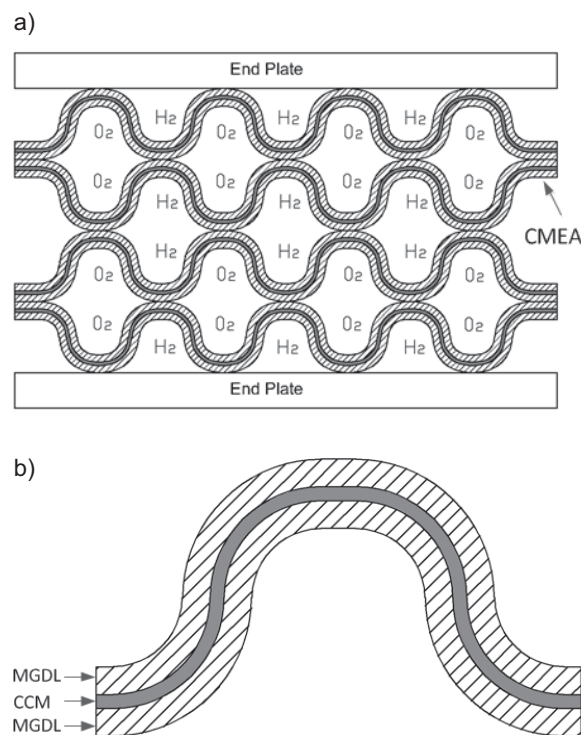 a)
End Plate
H₂ H₂ H₂
O₂ O₂ O₂ O₂
O₂ O₂ O₂ O₂
H₂ H₂ H₂
CMEA
H₂ H₂ H₂
O₂ O₂ O₂ O₂
O₂ O₂ O₂ O₂
H₂ H₂ H₂
End Plate
b)
MGDL
CCM
MGDL